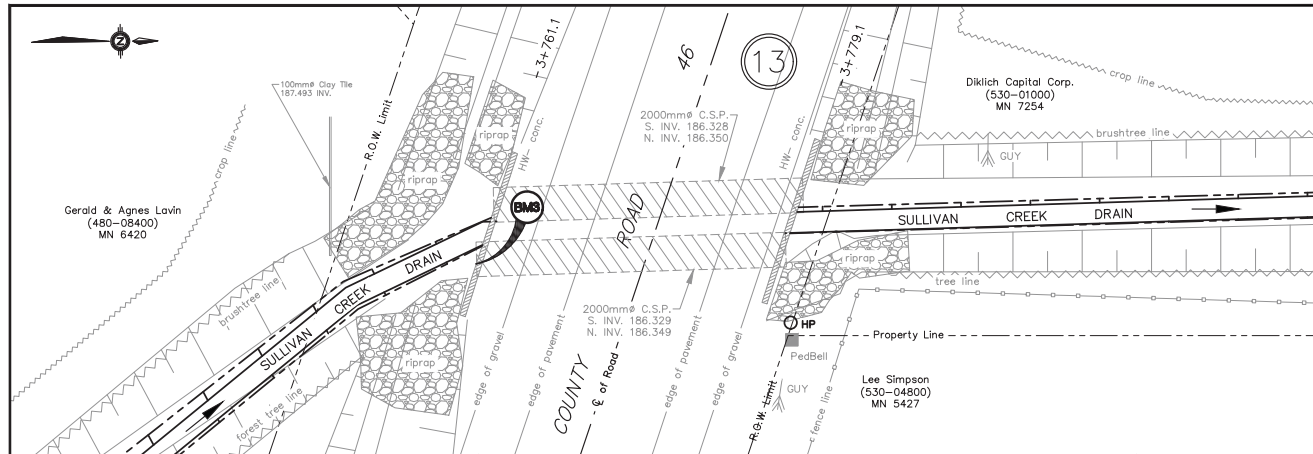 Z
100mmø Clay Tile
187.493 INV.
crop line
R.O.W. Limit
riprap
riprap
HW- conc.
3+761.1
46
13
2000mmø C.S.P.
S. INV. 186.328
N. INV. 186.350
HW- conc.
3+779.1
riprap
Diklich Capital Corp.
(530-01000)
MN 7254
crop line
brushtree line
GUY
Gerald & Agnes Lavin
(480-08400)
MN 6420
BM3
ROAD
SULLIVAN CREEK DRAIN
brushtree line
SULLIVAN CREEK DRAIN
riprap
tree line
2000mmø C.S.P.
S. INV. 186.329
N. INV. 186.349
HP
Property Line
PedBell
riprap
forest tree line
edge of gravel
edge of pavement
COUNTY
℄ of Road
edge of pavement
edge of gravel
R.O.W. Limit
GUY
fence line
Lee Simpson
(530-04800)
MN 5427